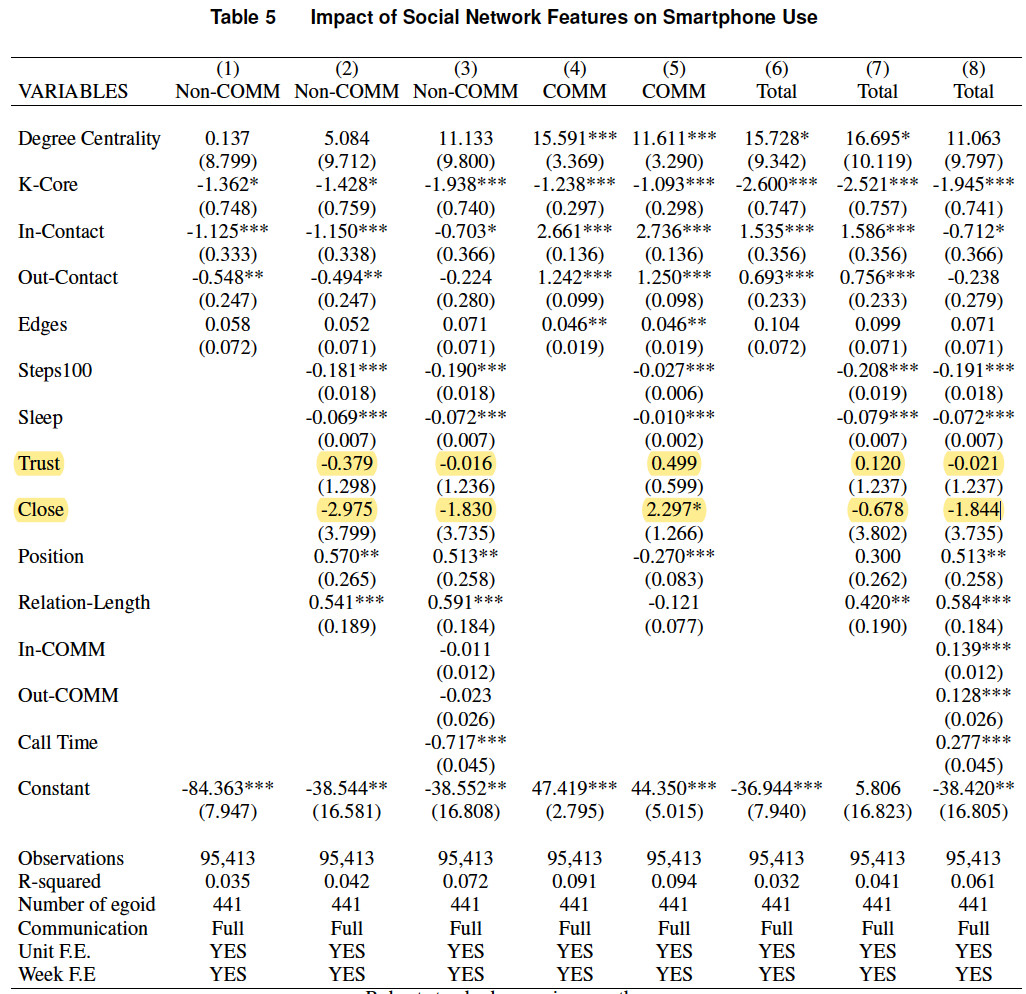 Table 5 Impact of Social Network Features on Smartphone Use
(1) (2) (3) (4) (5) (6) (7) (8)
VARIABLES Non-COMM Non-COMM Non-COMM COMM COMM Total Total Total
Degree Centrality 0.137 5.084 11.133 15.591*** 11.611*** 15.728* 16.695* 11.063
(8.799) (9.712) (9.800) (3.369) (3.290) (9.342) (10.119) (9.797)
K-Core -1.362* -1.428* -1.938*** -1.238*** -1.093*** -2.600*** -2.521*** -1.945***
(0.748) (0.759) (0.740) (0.297) (0.298) (0.747) (0.757) (0.741)
In-Contact -1.125*** -1.150*** -0.703* 2.661*** 2.736*** 1.535*** 1.586*** -0.712*
(0.333) (0.338) (0.366) (0.136) (0.136) (0.356) (0.356) (0.366)
Out-Contact -0.548** -0.494** -0.224 1.242*** 1.250*** 0.693*** 0.756*** -0.238
(0.247) (0.247) (0.280) (0.099) (0.098) (0.233) (0.233) (0.279)
Edges 0.058 0.052 0.071 0.046** 0.046** 0.104 0.099 0.071
(0.072) (0.071) (0.071) (0.019) (0.019) (0.072) (0.071) (0.071)
Steps100 -0.181*** -0.190*** -0.027*** -0.208*** -0.191***
(0.018) (0.018) (0.006) (0.019) (0.018)
Sleep -0.069*** -0.072*** -0.010*** -0.079*** -0.072***
(0.007) (0.007) (0.002) (0.007) (0.007)
Trust -0.379 -0.016 0.499 0.120 -0.021
(1.298) (1.236) (0.599) (1.237) (1.237)
Close -2.975 -1.830 2.297* -0.678 -1.844
(3.799) (3.735) (1.266) (3.802) (3.735)
Position 0.570** 0.513** -0.270*** 0.300 0.513**
(0.265) (0.258) (0.083) (0.262) (0.258)
Relation-Length 0.541*** 0.591*** -0.121 0.420** 0.584***
(0.189) (0.184) (0.077) (0.190) (0.184)
In-COMM -0.011 0.139***
(0.012) (0.012)
Out-COMM -0.023 0.128***
(0.026) (0.026)
Call Time -0.717*** 0.277***
(0.045) (0.045)
Constant -84.363*** -38.544** -38.552** 47.419*** 44.350*** -36.944*** 5.806 -38.420**
(7.947) (16.581) (16.808) (2.795) (5.015) (7.940) (16.823) (16.805)
Observations 95,413 95,413 95,413 95,413 95,413 95,413 95,413 95,413
R-squared 0.035 0.042 0.072 0.091 0.094 0.032 0.041 0.061
Number of egoid 441 441 441 441 441 441 441 441
Communication Full Full Full Full Full Full Full Full
Unit F.E. YES YES YES YES YES YES YES YES
Week F.E YES YES YES YES YES YES YES YES